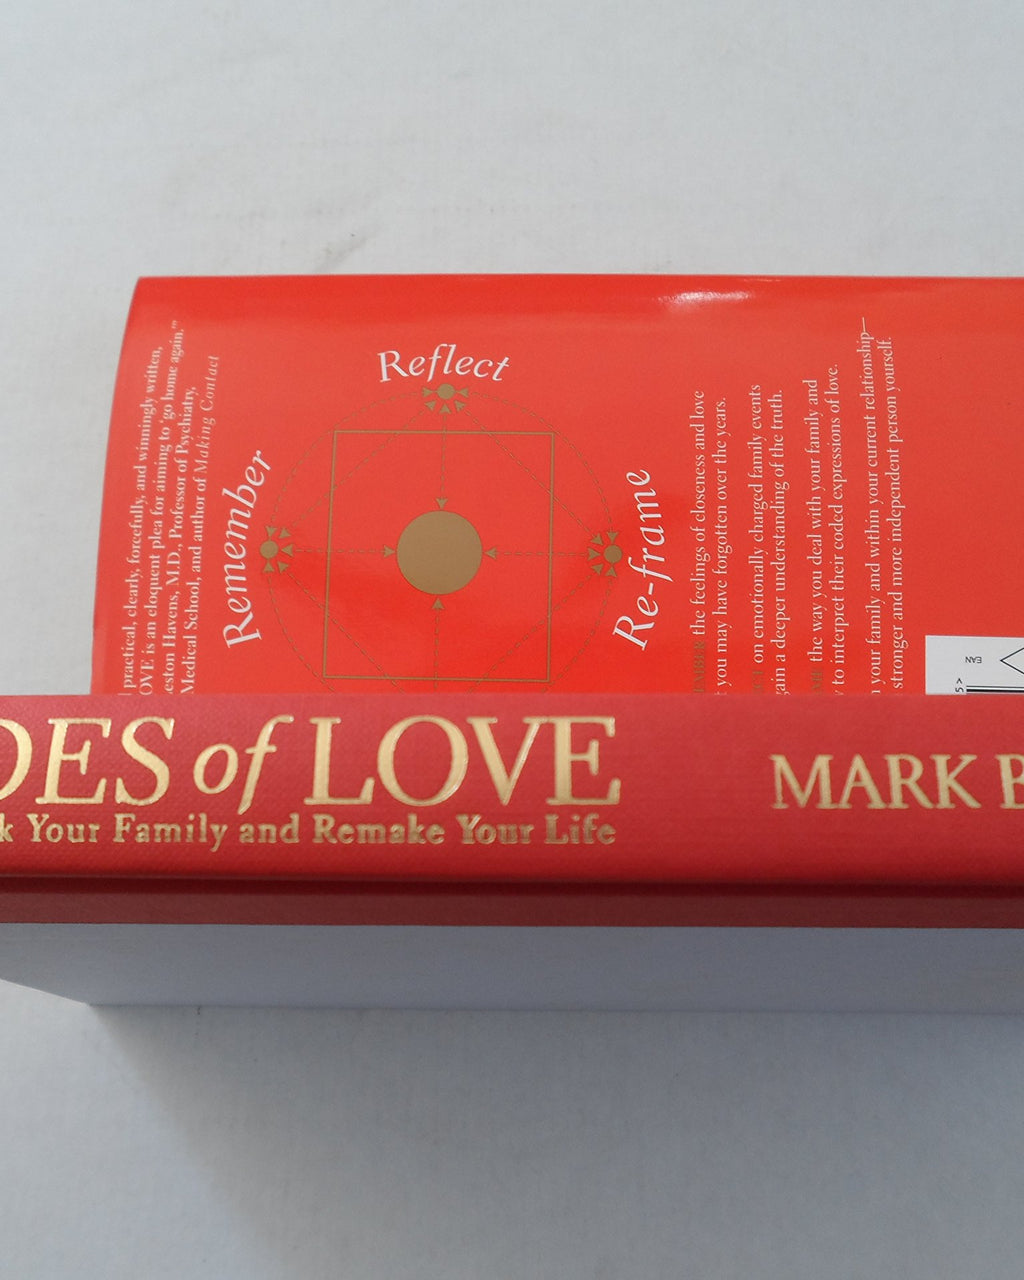 practical, clearly, forcefully, and winningly written,
OVE is an eloquent plea for aiming to 'go home again.'"
eston Havens, M.D., Professor of Psychiatry,
Medical School, and author of Making Contact
Reflect
Remember
Re-frame
the feelings of closeness and love
t you may have forgotten over the years.
on emotionally charged family events
ain a deeper understanding of the truth.
the way you deal with your family and
to interpret their coded expressions of love.
your family and within your current relationship—
stronger and more independent person yourself.
EAN
5>
DES of LOVE
k Your Family and Remake Your Life
MARK B